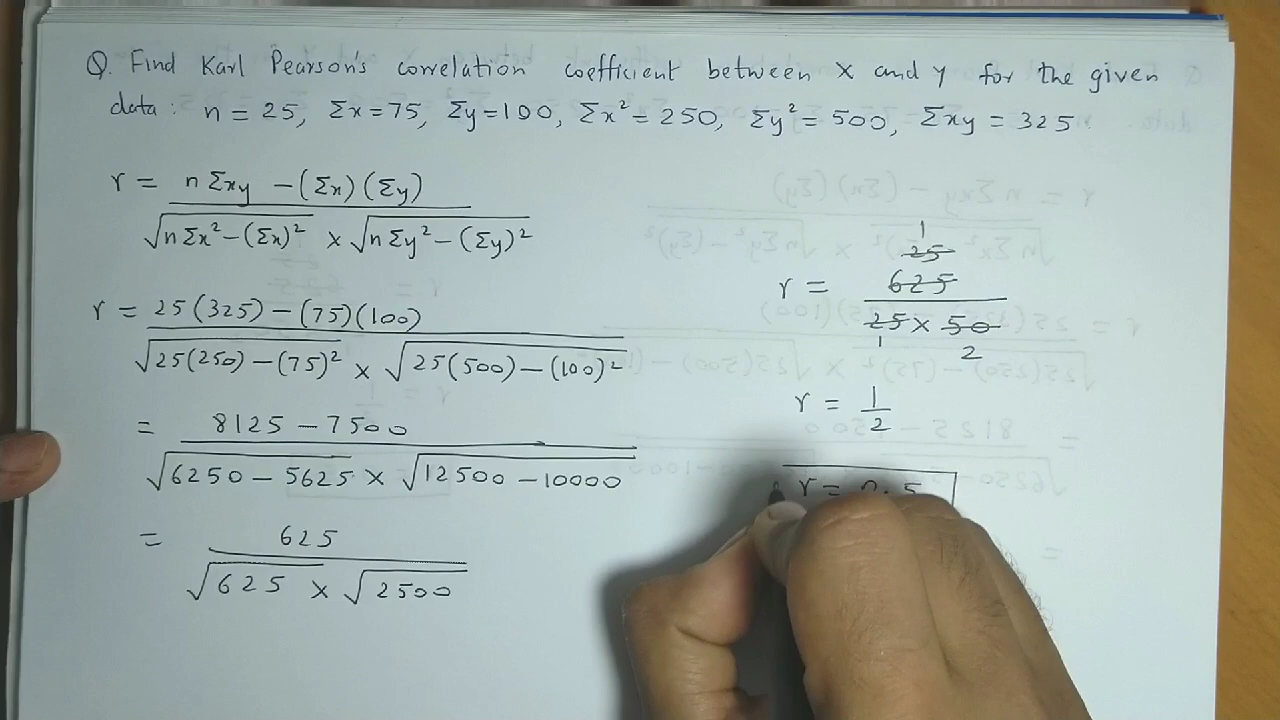 Q. Find Karl Pearson's correlation coefficient between x and y for the given
data: n = 25, Σx=75, Σy=100, Σx²=250, Σy²=500, Σxy=325.
r = n Σxy - (Σx)(Σy)
√nΣx²-(Σx)² × √nΣy²-(Σy)²
r = 25(325) - (75)(100)
√25(250)-(75)² × √25(500)-(100)²
= 8125 - 7500
√6250-5625 × √12500-10000
= 625
√625 × √2500
1
25
r = 625
25 × 50
1 2
r = 1
2
r = 0.5